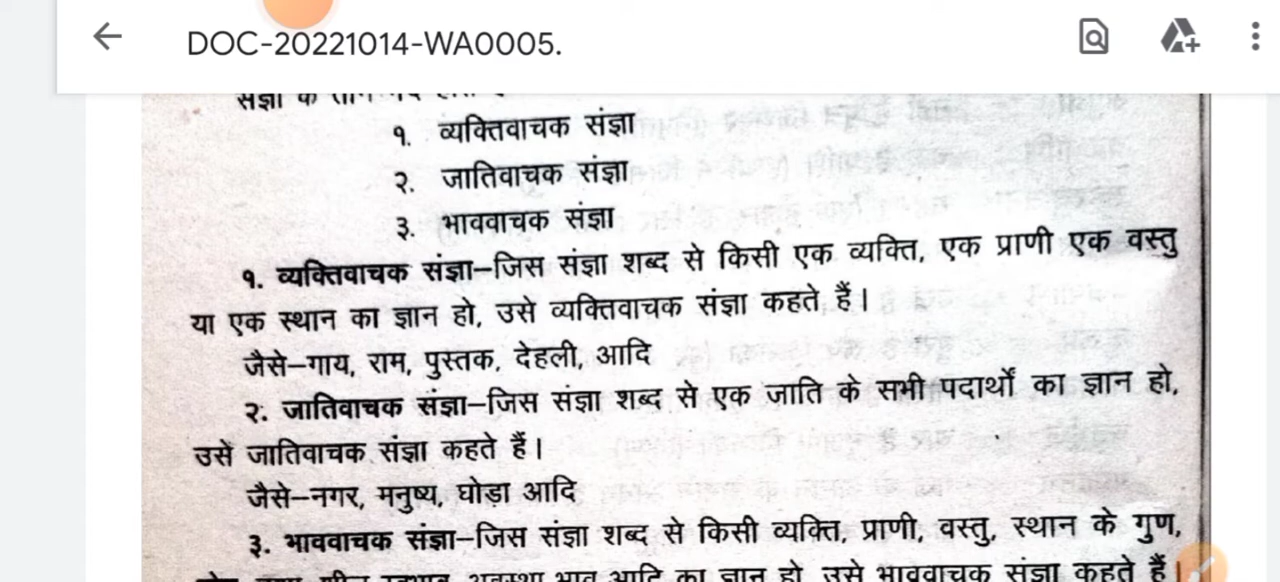 DOC-20221014-WA0005.
१. व्यक्तिवाचक संज्ञा
२. जातिवाचक संज्ञा
३. भाववाचक संज्ञा
१. व्यक्तिवाचक संज्ञा–जिस संज्ञा शब्द से किसी एक व्यक्ति, एक प्राणी एक वस्तु
या एक स्थान का ज्ञान हो, उसे व्यक्तिवाचक संज्ञा कहते हैं।
जैसे–गाय, राम, पुस्तक, देहली, आदि
२. जातिवाचक संज्ञा–जिस संज्ञा शब्द से एक जाति के सभी पदार्थों का ज्ञान हो,
उसे जातिवाचक संज्ञा कहते हैं।
जैसे–नगर, मनुष्य, घोडा आदि
३. भाववाचक संज्ञा–जिस संज्ञा शब्द से किसी व्यक्ति, प्राणी, वस्तु, स्थान के गुण,
अवस्था भाव आदि का ज्ञान हो, उसे भाववाचक संज्ञा कहते हैं।